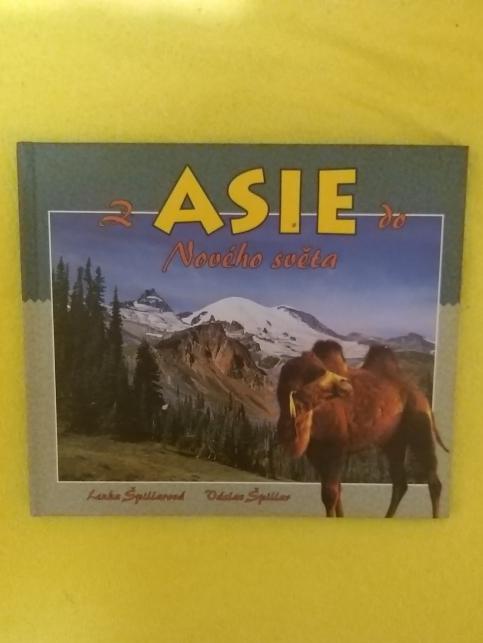 Z ASIE do
Nového světa
Lenka Špillarová Václav Špillar